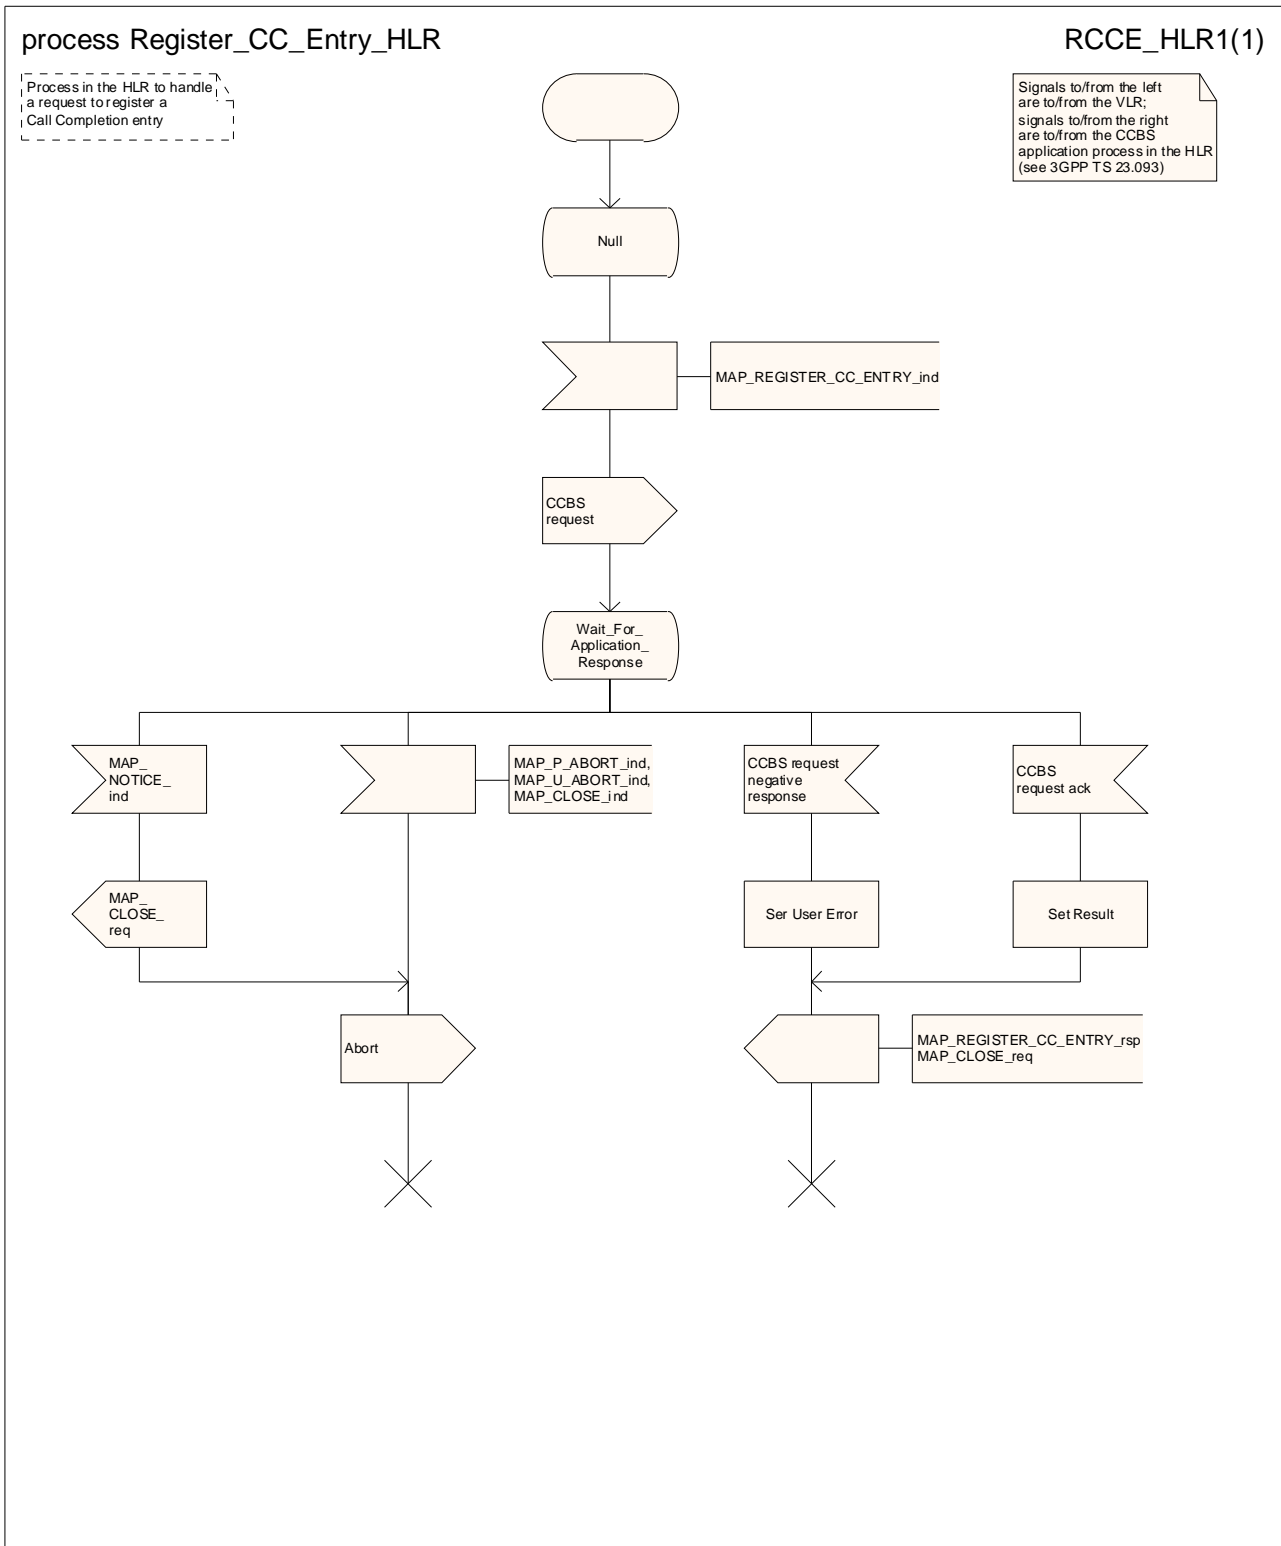 process Register_CC_Entry_HLR
RCCE_HLR1(1)
Process in the HLR to handle
a request to register a
Call Completion entry
Signals to/from the left
are to/from the VLR;
signals to/from the right
are to/from the CCBS
application process in the HLR
(see 3GPP TS 23.093)
Null
MAP_REGISTER_CC_ENTRY_ind
CCBS
request
Wait_For_
Application_
Response
MAP_
NOTICE_
ind
MAP_P_ABORT_ind,
MAP_U_ABORT_ind,
MAP_CLOSE_ind
CCBS request
negative
response
CCBS
request ack
MAP_
CLOSE_
req
Ser User Error
Set Result
Abort
MAP_REGISTER_CC_ENTRY_rsp
MAP_CLOSE_req